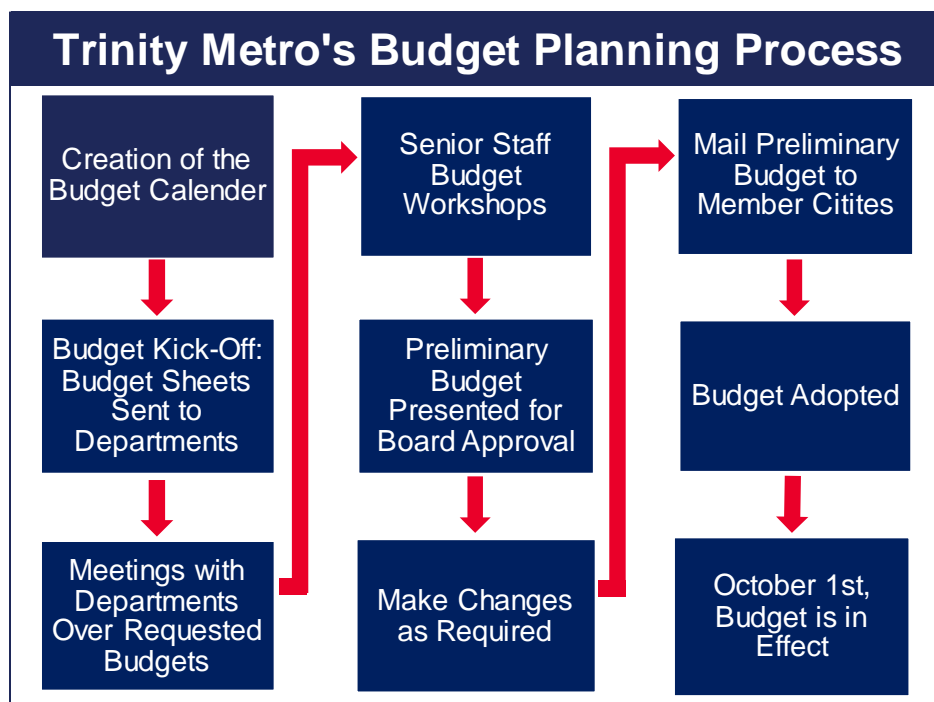 Trinity Metro's Budget Planning Process
Creation of the
Budget Calender
Budget Kick-Off:
Budget Sheets
Sent to
Departments
Meetings with
Departments
Over Requested
Budgets
Senior Staff
Budget
Workshops
Preliminary
Budget
Presented for
Board Approval
Make Changes
as Required
Mail Preliminary
Budget to
Member Citites
Budget Adopted
October 1st,
Budget is in
Effect